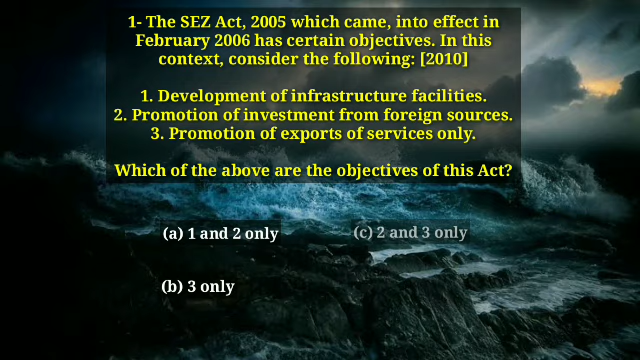 1- The SEZ Act, 2005 which came, into effect in
February 2006 has certain objectives. In this
context, consider the following: [2010]
1. Development of infrastructure facilities.
2. Promotion of investment from foreign sources.
3. Promotion of exports of services only.
Which of the above are the objectives of this Act?
(a) 1 and 2 only
(c) 2 and 3 only
(b) 3 only